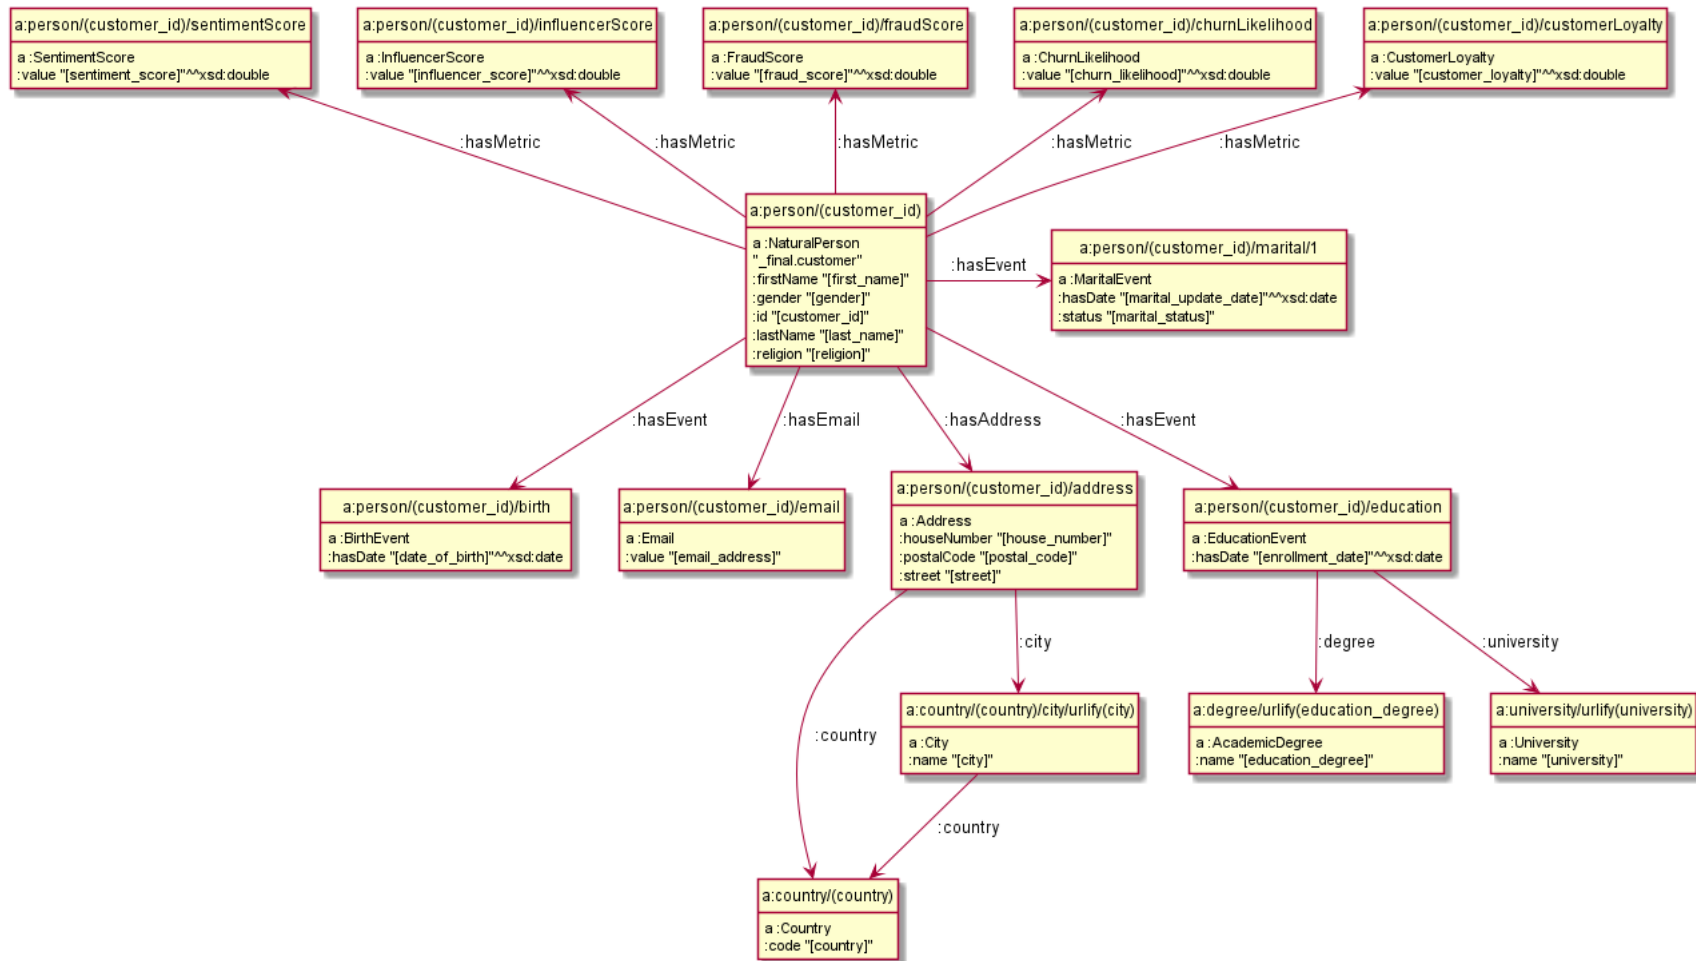 a:person/(customer_id)/sentimentScore
a :SentimentScore
:value "[sentiment_score]"^^xsd:double
a:person/(customer_id)/influencerScore
a :InfluencerScore
:value "[influencer_score]"^^xsd:double
a:person/(customer_id)/fraudScore
a :FraudScore
:value "[fraud_score]"^^xsd:double
a:person/(customer_id)/churnLikelihood
a :ChurnLikelihood
:value "[churn_likelihood]"^^xsd:double
a:person/(customer_id)/customerLoyalty
a :CustomerLoyalty
:value "[customer_loyalty]"^^xsd:double
:hasMetric
:hasMetric
:hasMetric
:hasMetric
:hasMetric
a:person/(customer_id)
a :NaturalPerson
"_final.customer"
:firstName "[first_name]"
:gender "[gender]"
:id "[customer_id]"
:lastName "[last_name]"
:religion "[religion]"
:hasEvent
a:person/(customer_id)/marital/1
a :MaritalEvent
:hasDate "[marital_update_date]"^^xsd:date
:status "[marital_status]"
:hasEvent
:hasEmail
:hasAddress
:hasEvent
a:person/(customer_id)/birth
a :BirthEvent
:hasDate "[date_of_birth]"^^xsd:date
a:person/(customer_id)/email
a :Email
:value "[email_address]"
a:person/(customer_id)/address
a :Address
:houseNumber "[house_number]"
:postalCode "[postal_code]"
:street "[street]"
a:person/(customer_id)/education
a :EducationEvent
:hasDate "[enrollment_date]"^^xsd:date
:city
:degree
:university
:country
a:country/(country)/city/urlify(city)
a :City
:name "[city]"
a:degree/urlify(education_degree)
a :AcademicDegree
:name "[education_degree]"
a:university/urlify(university)
a :University
:name "[university]"
:country
a:country/(country)
a :Country
:code "[country]"